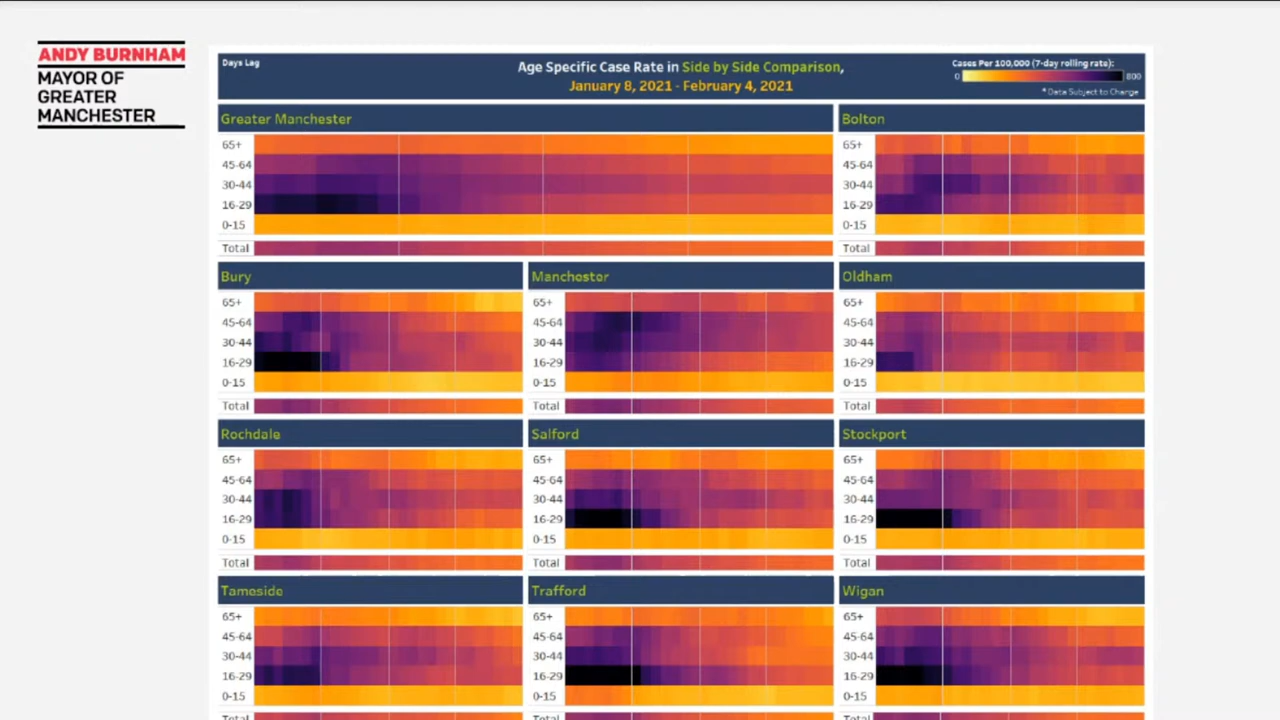 ANDY BURNHAM
MAYOR OF
GREATER
MANCHESTER
Days Lag
Age Specific Case Rate in Side by Side Comparison,
January 8, 2021 - February 4, 2021
Cases Per 100,000 (7-day rolling rate):
0 800
*Data Subject to Change
Greater Manchester
65+
45-64
30-44
16-29
0-15
Total
Bolton
65+
45-64
30-44
16-29
0-15
Total
Bury
65+
45-64
30-44
16-29
0-15
Total
Manchester
65+
45-64
30-44
16-29
0-15
Total
Oldham
65+
45-64
30-44
16-29
0-15
Total
Rochdale
65+
45-64
30-44
16-29
0-15
Total
Salford
65+
45-64
30-44
16-29
0-15
Total
Stockport
65+
45-64
30-44
16-29
0-15
Total
Tameside
65+
45-64
30-44
16-29
0-15
Total
Trafford
65+
45-64
30-44
16-29
0-15
Total
Wigan
65+
45-64
30-44
16-29
0-15
Total